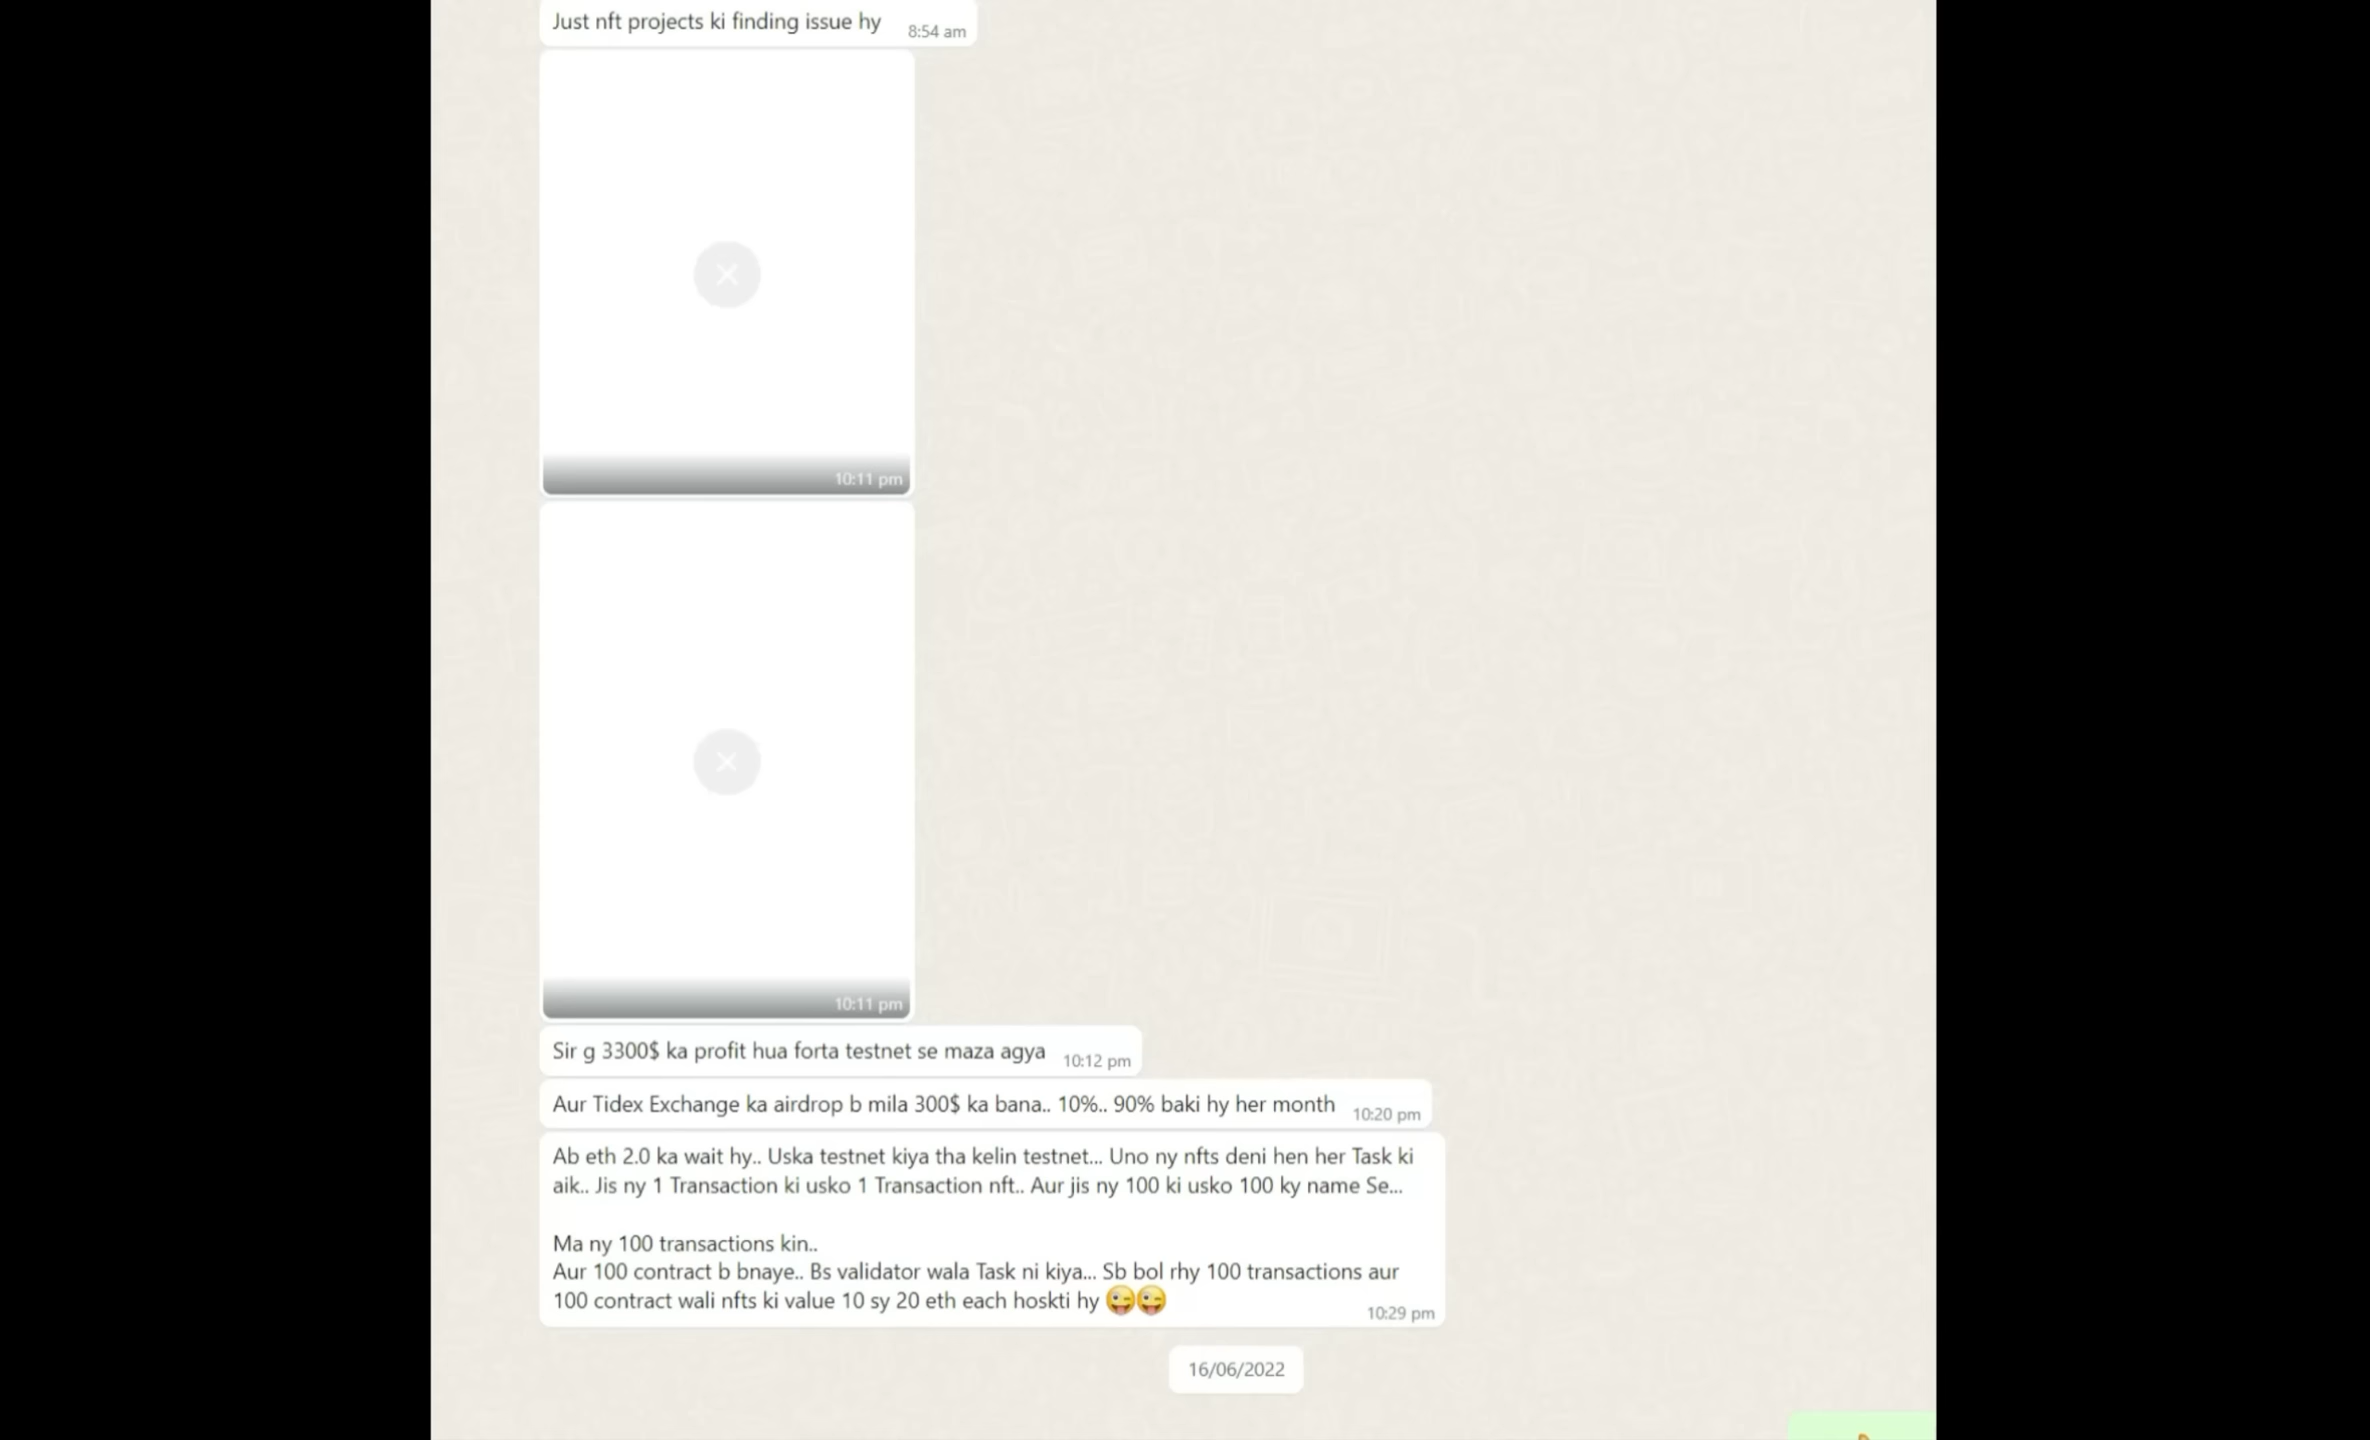 Just nft projects ki finding issue hy
8:54 am
10:11 pm
10:11 pm
Sir g 3300$ ka profit hua forta testnet se maza agya
10:12 pm
Aur Tidex Exchange ka airdrop b mila 300$ ka bana.. 10%.. 90% baki hy her month
10:20 pm
Ab eth 2.0 ka wait hy.. Uska testnet kiya tha kelin testnet... Uno ny nfts deni hen her Task ki
aik.. Jis ny 1 Transaction ki usko 1 Transaction nft.. Aur jis ny 100 ki usko 100 ky name Se...
Ma ny 100 transactions kin..
Aur 100 contract b bnaye.. Bs validator wala Task ni kiya... Sb bol rhy 100 transactions aur
100 contract wali nfts ki value 10 sy 20 eth each hoskti hy 😜😜
10:29 pm
16/06/2022